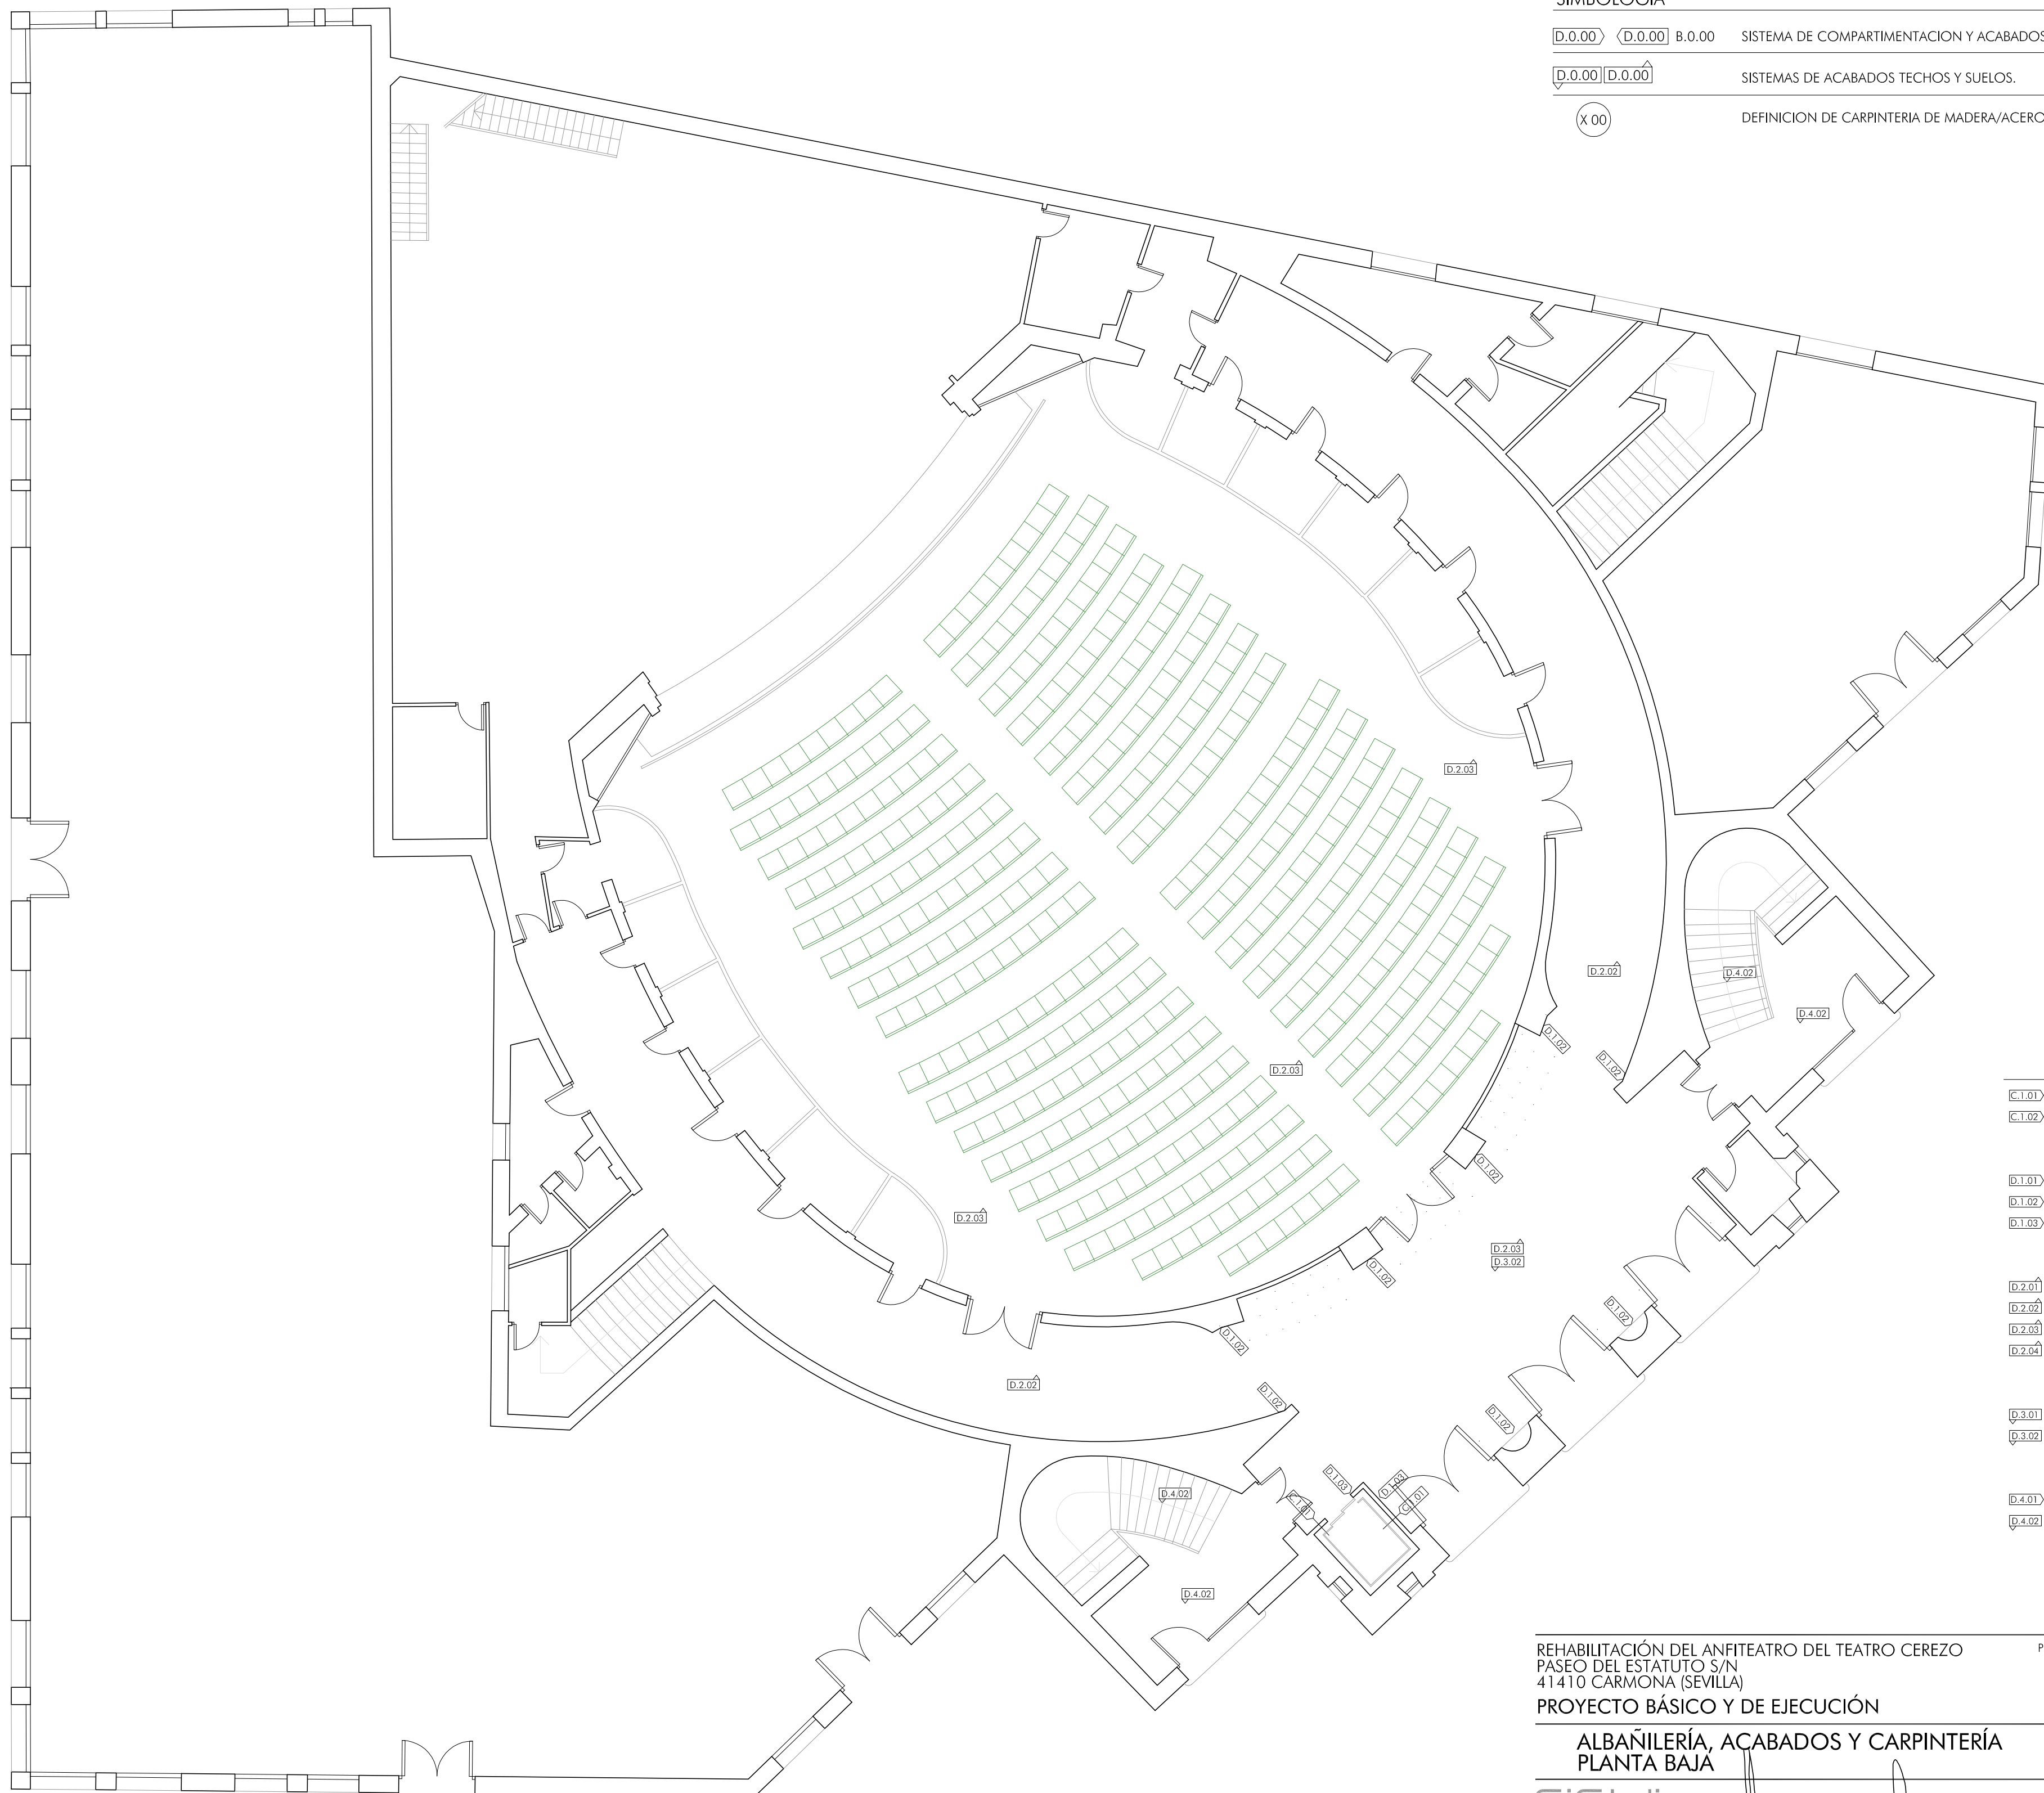 SIMBOLOGIA
D.0.00 D.0.00 B.0.00 SISTEMA DE COMPARTIMENTACION Y ACABADOS
D.0.00 D.0.00 SISTEMAS DE ACABADOS TECHOS Y SUELOS.
X 00 DEFINICION DE CARPINTERIA DE MADERA/ACERO
D.2.03
D.2.02
D.4.02
D.4.02
D.1.02
D.1.02
D.2.03
C.1.01
C.1.02
D.1.02
D.1.01
D.1.02
D.1.03
D.2.03
D.2.03
D.3.02
D.1.02
D.2.01
D.2.02
D.2.03
D.2.04
D.1.02
D.1.02
D.2.02
D.1.02
D.1.02
D.3.01
D.3.02
D.1.03
D.1.03
D.4.02
C.1.01
C.1.01
D.4.01
D.4.02
D.4.02
REHABILITACIÓN DEL ANFITEATRO DEL TEATRO CEREZO
PASEO DEL ESTATUTO S/N
41410 CARMONA (SEVILLA)
PROYECTO BÁSICO Y DE EJECUCIÓN
ALBAÑILERÍA, ACABADOS Y CARPINTERÍA
PLANTA BAJA